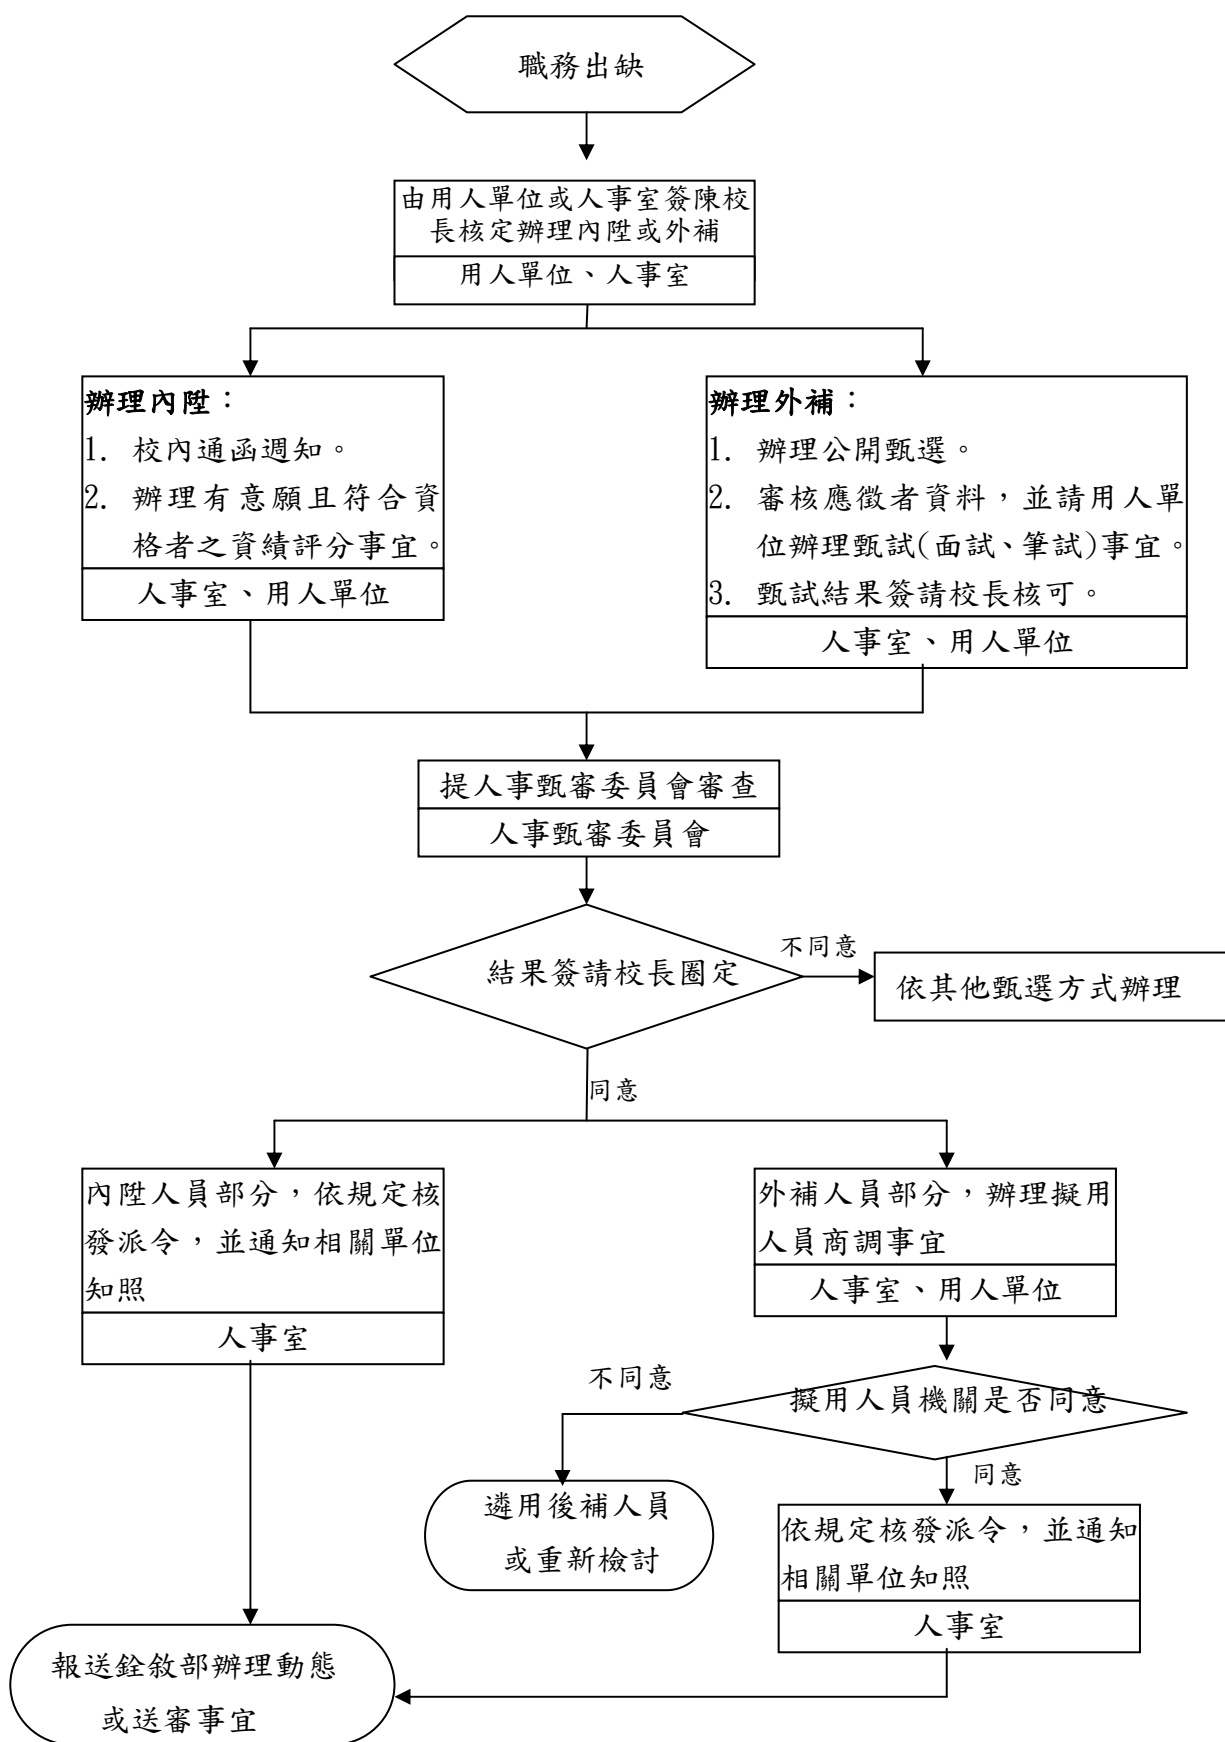 職務出缺
由用人單位或人事室簽陳校
長核定辦理內陞或外補
用人單位、人事室
辦理內陞：
1. 校內通函週知。
2. 辦理有意願且符合資
格者之資績評分事宜。
人事室、用人單位
辦理外補：
1. 辦理公開甄選。
2. 審核應徵者資料，並請用人單
位辦理甄試(面試、筆試)事宜。
3. 甄試結果簽請校長核可。
人事室、用人單位
提人事甄審委員會審查
人事甄審委員會
結果簽請校長圈定
不同意
依其他甄選方式辦理
同意
內陞人員部分，依規定核
發派令，並通知相關單位
知照
人事室
外補人員部分，辦理擬用
人員商調事宜
人事室、用人單位
不同意
擬用人員機關是否同意
同意
遴用後補人員
或重新檢討
依規定核發派令，並通知
相關單位知照
人事室
報送銓敘部辦理動態
或送審事宜